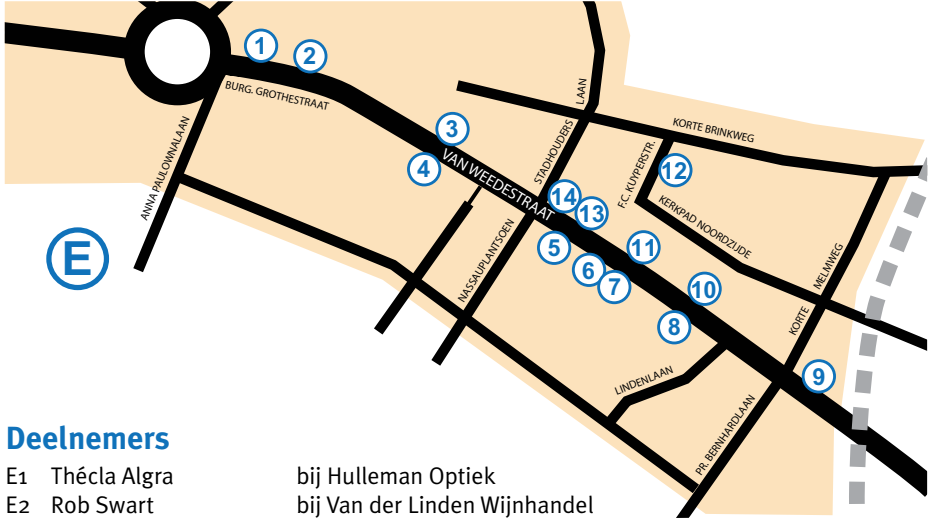 1
2
BURG. GROTHESTRAAT
ANNA PAULOWNALAAN
3
4
VAN WEEDESTRAAT
STADHOUDERS
LAAN
KORTE BRINKWEG
F.C. KUYPERSTR.
12
KERKPAD NOORDZIJDE
14
13
11
5
6
7
10
8
NASSAUPLANTSOEN
E
MELMWEG
KORTE
9
LINDENLAAN
PR. BERNHARDLAAN
Deelnemers
E1 Thécla Algra bij Hulleman Optiek
E2 Rob Swart bij Van der Linden Wijnhandel